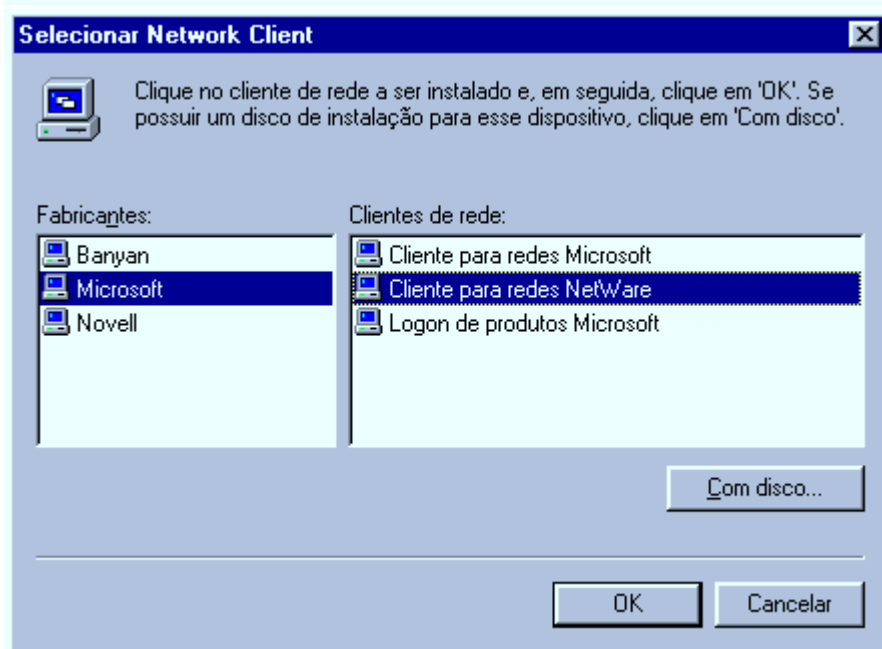 Selecionar Network Client
Clique no cliente de rede a ser instalado e, em seguida, clique em 'OK'. Se
possuir um disco de instalação para esse dispositivo, clique em 'Com disco'.
Fabricantes:
Banyan
Microsoft
Novell
Clientes de rede:
Cliente para redes Microsoft
Cliente para redes NetWare
Logon de produtos Microsoft
Com disco...
OK
Cancelar